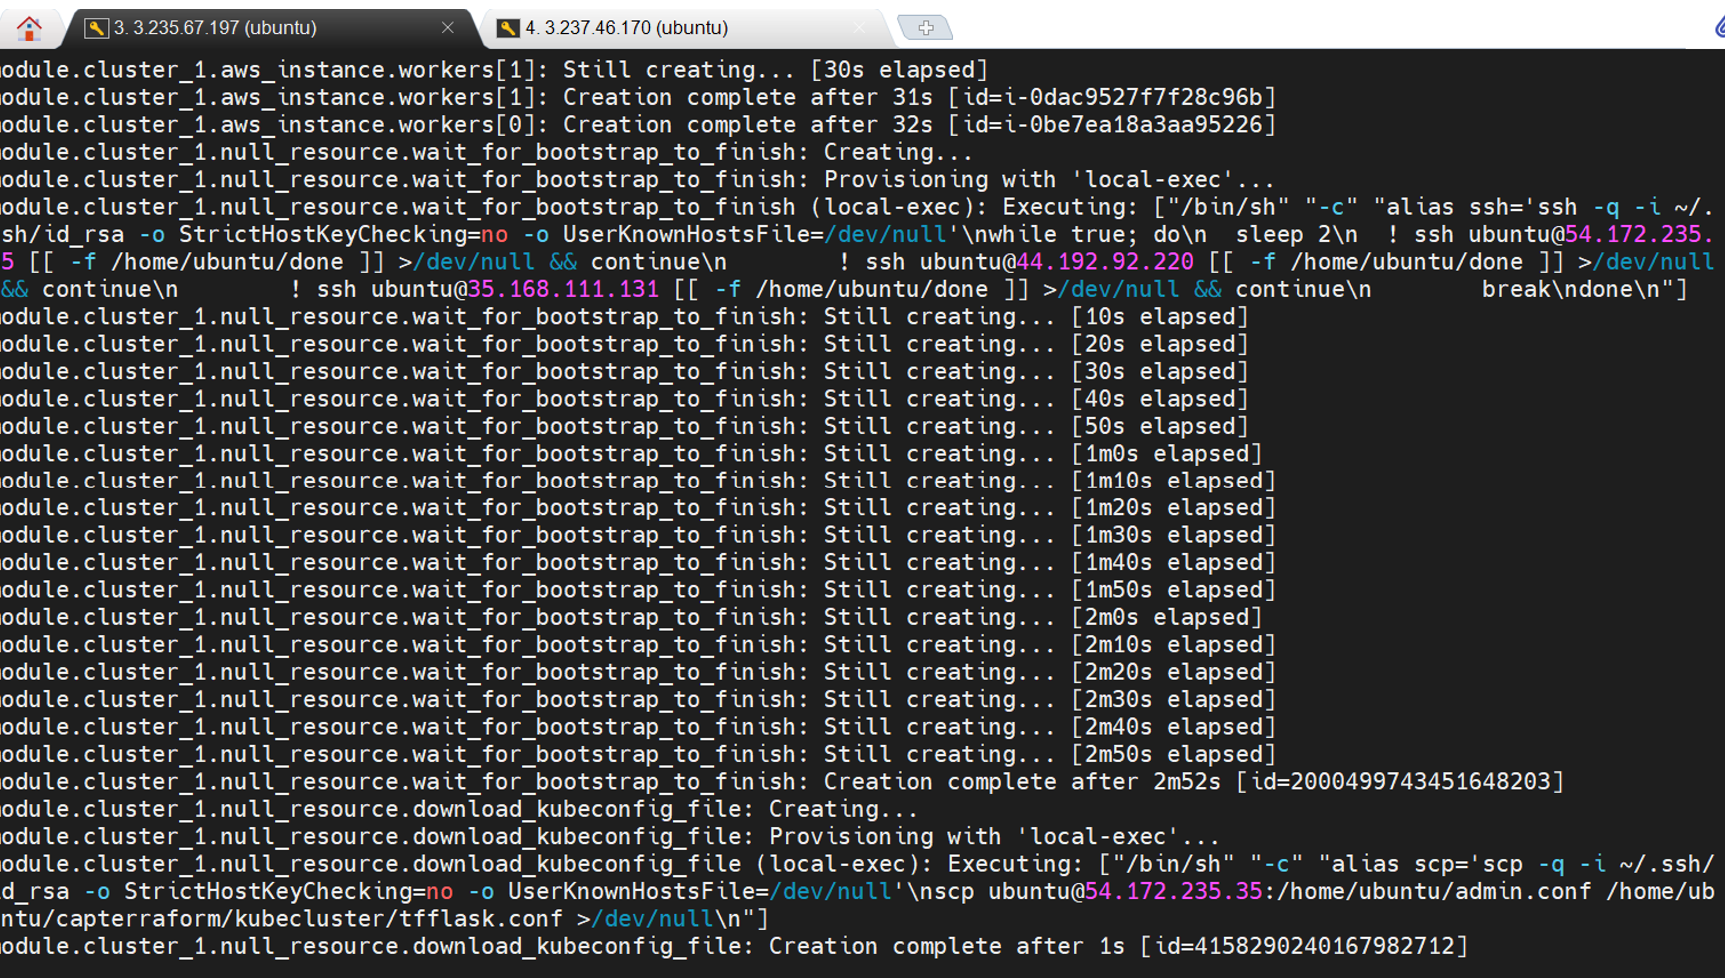 3. 3.235.67.197 (ubuntu)
4. 3.237.46.170 (ubuntu)
odule.cluster_1.aws_instance.workers[1]: Still creating... [30s elapsed]
odule.cluster_1.aws_instance.workers[1]: Creation complete after 31s [id=i-0dac9527f7f28c96b]
odule.cluster_1.aws_instance.workers[0]: Creation complete after 32s [id=i-0be7ea18a3aa95226]
odule.cluster_1.null_resource.wait_for_bootstrap_to_finish: Creating...
odule.cluster_1.null_resource.wait_for_bootstrap_to_finish: Provisioning with 'local-exec'...
odule.cluster_1.null_resource.wait_for_bootstrap_to_finish (local-exec): Executing: ["/bin/sh" "-c" "alias ssh='ssh -q -i ~/.
sh/id_rsa -o StrictHostKeyChecking=no -o UserKnownHostsFile=/dev/null'\nwhile true; do\n  sleep 2\n  ! ssh ubuntu@54.172.235.
5 [[ -f /home/ubuntu/done ]] >/dev/null && continue\n        ! ssh ubuntu@44.192.92.220 [[ -f /home/ubuntu/done ]] >/dev/null
&& continue\n        ! ssh ubuntu@35.168.111.131 [[ -f /home/ubuntu/done ]] >/dev/null && continue\n        break\ndone\n"]
odule.cluster_1.null_resource.wait_for_bootstrap_to_finish: Still creating... [10s elapsed]
odule.cluster_1.null_resource.wait_for_bootstrap_to_finish: Still creating... [20s elapsed]
odule.cluster_1.null_resource.wait_for_bootstrap_to_finish: Still creating... [30s elapsed]
odule.cluster_1.null_resource.wait_for_bootstrap_to_finish: Still creating... [40s elapsed]
odule.cluster_1.null_resource.wait_for_bootstrap_to_finish: Still creating... [50s elapsed]
odule.cluster_1.null_resource.wait_for_bootstrap_to_finish: Still creating... [1m0s elapsed]
odule.cluster_1.null_resource.wait_for_bootstrap_to_finish: Still creating... [1m10s elapsed]
odule.cluster_1.null_resource.wait_for_bootstrap_to_finish: Still creating... [1m20s elapsed]
odule.cluster_1.null_resource.wait_for_bootstrap_to_finish: Still creating... [1m30s elapsed]
odule.cluster_1.null_resource.wait_for_bootstrap_to_finish: Still creating... [1m40s elapsed]
odule.cluster_1.null_resource.wait_for_bootstrap_to_finish: Still creating... [1m50s elapsed]
odule.cluster_1.null_resource.wait_for_bootstrap_to_finish: Still creating... [2m0s elapsed]
odule.cluster_1.null_resource.wait_for_bootstrap_to_finish: Still creating... [2m10s elapsed]
odule.cluster_1.null_resource.wait_for_bootstrap_to_finish: Still creating... [2m20s elapsed]
odule.cluster_1.null_resource.wait_for_bootstrap_to_finish: Still creating... [2m30s elapsed]
odule.cluster_1.null_resource.wait_for_bootstrap_to_finish: Still creating... [2m40s elapsed]
odule.cluster_1.null_resource.wait_for_bootstrap_to_finish: Still creating... [2m50s elapsed]
odule.cluster_1.null_resource.wait_for_bootstrap_to_finish: Creation complete after 2m52s [id=2000499743451648203]
odule.cluster_1.null_resource.download_kubeconfig_file: Creating...
odule.cluster_1.null_resource.download_kubeconfig_file: Provisioning with 'local-exec'...
odule.cluster_1.null_resource.download_kubeconfig_file (local-exec): Executing: ["/bin/sh" "-c" "alias scp='scp -q -i ~/.ssh/
id_rsa -o StrictHostKeyChecking=no -o UserKnownHostsFile=/dev/null'\nscp ubuntu@54.172.235.35:/home/ubuntu/admin.conf /home/ub
ntu/capterraform/kubecluster/tfflask.conf >/dev/null\n"]
odule.cluster_1.null_resource.download_kubeconfig_file: Creation complete after 1s [id=4158290240167982712]